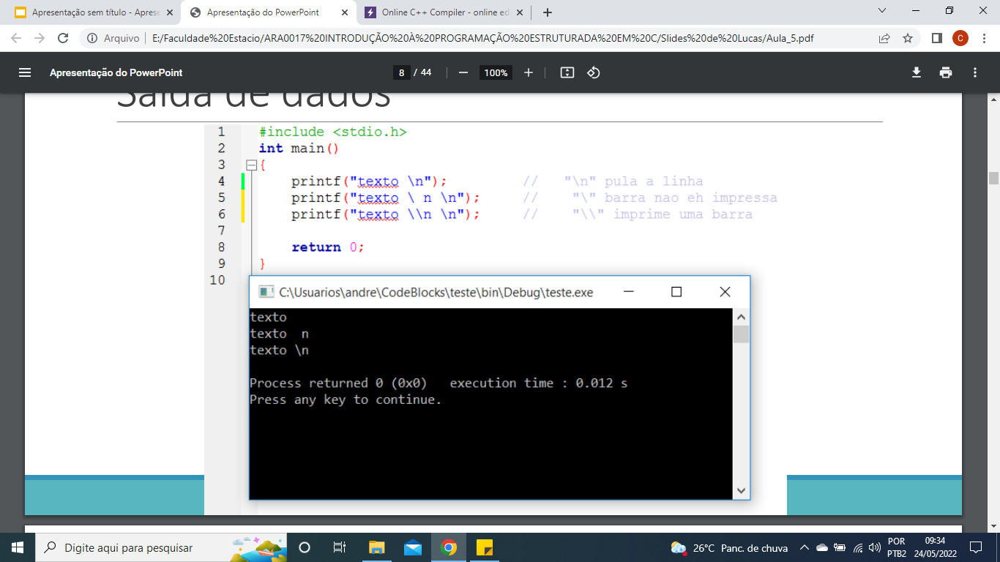 Apresentação sem título - Aprese
Apresentação do PowerPoint
Online C++ Compiler - online ed
Arquivo
E:/Faculdade%20Estacio/ARA0017%20INTRODUÇÃO%20À%20PROGRAMAÇÃO%20ESTRUTURADA%20EM%20C/Slides%20de%20Lucas/Aula_5.pdf
C
Apresentação do PowerPoint
8 / 44
100%
Saída de dados
1 #include <stdio.h>
2 int main()
3 {
4 printf("texto \n"); // "\n" pula a linha
5 printf("texto \ n \n"); // "\" barra nao eh impressa
6 printf("texto \\n \n"); // "\\" imprime uma barra
7
8 return 0;
9 }
10
C:\Usuarios\andre\CodeBlocks\teste\bin\Debug\teste.exe
texto
texto  n
texto \n
Process returned 0 (0x0)   execution time : 0.012 s
Press any key to continue.
Digite aqui para pesquisar
26°C Panc. de chuva
POR
PTB2
09:34
24/05/2022